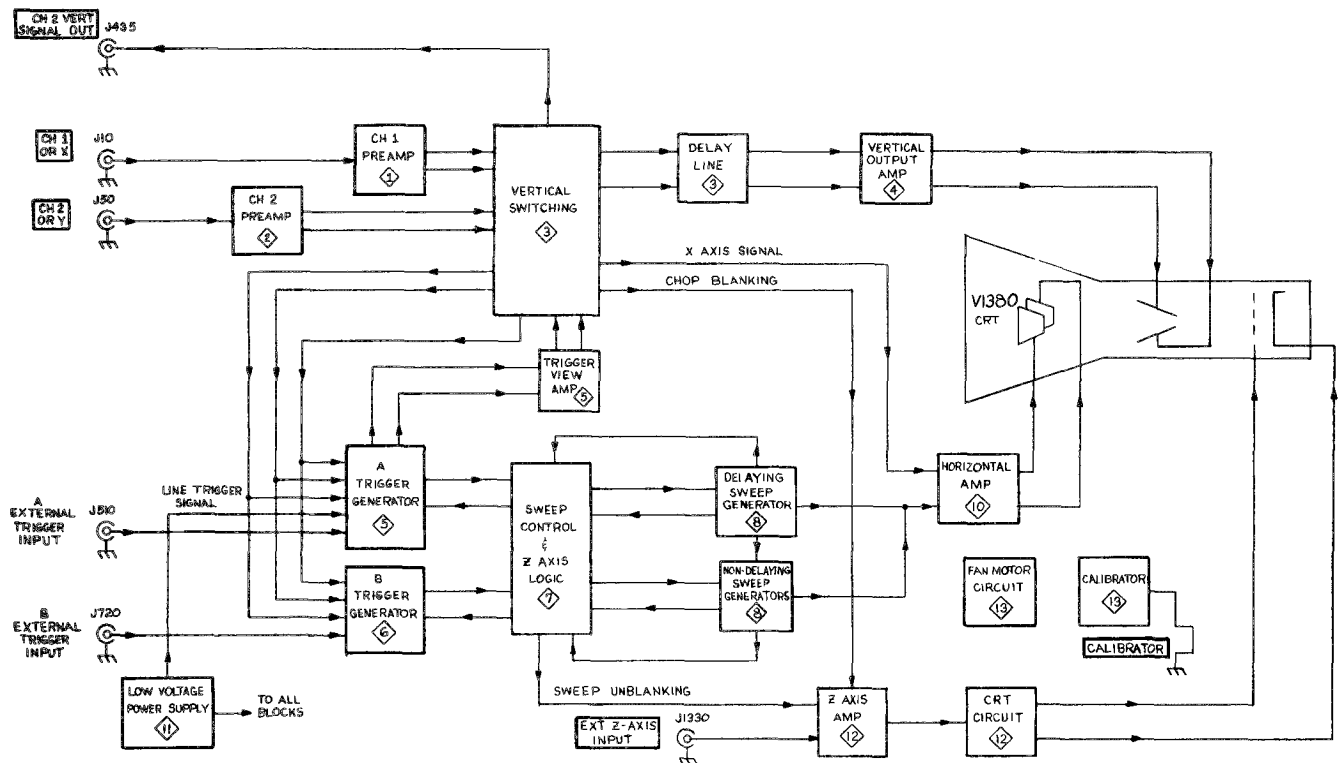 CH 2 VERT
SIGNAL OUT
J435
CH 1
OR X
J10
CH 1
PREAMP
1
CH 2
OR Y
J50
CH 2
PREAMP
2
VERTICAL
SWITCHING
3
DELAY
LINE
3
VERTICAL
OUTPUT
AMP
4
X AXIS SIGNAL
CHOP BLANKING
V1380
CRT
TRIGGER
VIEW
AMP
5
A
EXTERNAL
TRIGGER
INPUT
J510
LINE TRIGGER
SIGNAL
A
TRIGGER
GENERATOR
5
SWEEP
CONTROL
&
Z AXIS
LOGIC
7
DELAYING
SWEEP
GENERATOR
8
HORIZONTAL
AMP
10
B
EXTERNAL
TRIGGER
INPUT
J720
B
TRIGGER
GENERATOR
6
NON-DELAYING
SWEEP
GENERATORS
8
FAN MOTOR
CIRCUIT
13
CALIBRATOR
13
CALIBRATOR
LOW VOLTAGE
POWER SUPPLY
11
TO ALL
BLOCKS
SWEEP UNBLANKING
EXT Z-AXIS
INPUT
J1330
Z AXIS
AMP
12
CRT
CIRCUIT
12